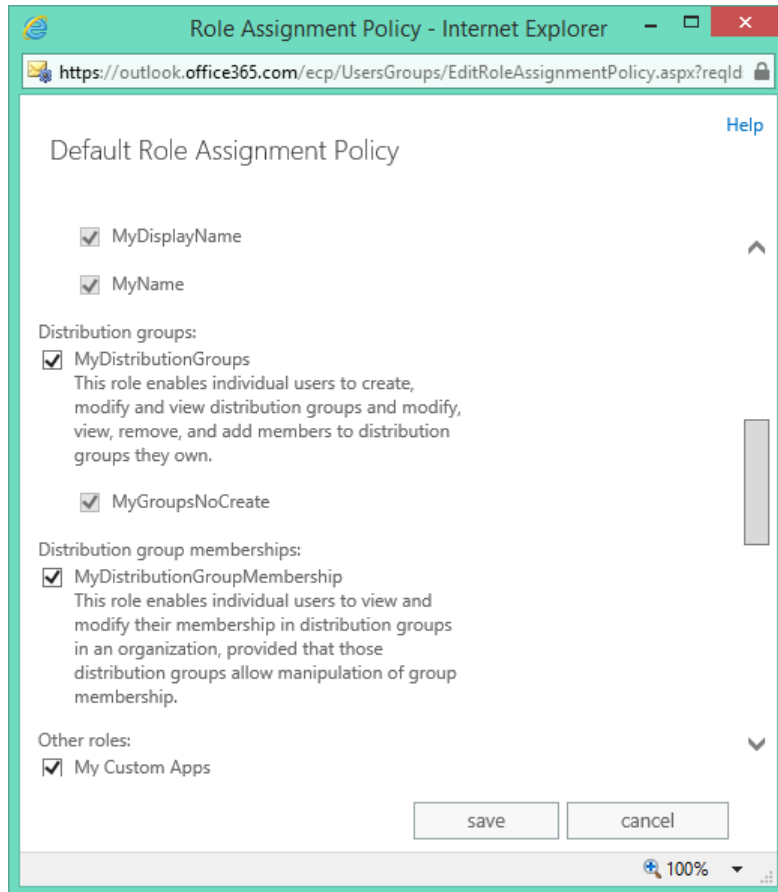 Role Assignment Policy - Internet Explorer
https://outlook.office365.com/ecp/UsersGroups/EditRoleAssignmentPolicy.aspx?reqId
Help
Default Role Assignment Policy
MyDisplayName
MyName
Distribution groups:
MyDistributionGroups
This role enables individual users to create,
modify and view distribution groups and modify,
view, remove, and add members to distribution
groups they own.
MyGroupsNoCreate
Distribution group memberships:
MyDistributionGroupMembership
This role enables individual users to view and
modify their membership in distribution groups
in an organization, provided that those
distribution groups allow manipulation of group
membership.
Other roles:
My Custom Apps
save
cancel
100%